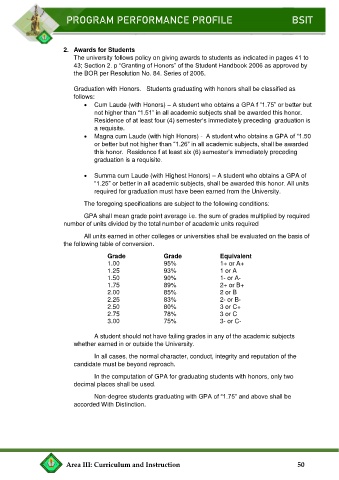 PROGRAM PERFORMANCE PROFILE BSIT
2. Awards for Students
The university follows policy on giving awards to students as indicated in pages 41 to
43; Section 2. p “Granting of Honors” of the Student Handbook 2006 as approved by
the BOR per Resolution No. 84. Series of 2006.
Graduation with Honors. Students graduating with honors shall be classified as
follows:
• Cum Laude (with Honors) – A student who obtains a GPA f “1.75” or better but
not higher than “1.51” in all academic subjects shall be awarded this honor.
Residence of at least four (4) semester’s immediately preceding graduation is
a requisite.
• Magna cum Laude (with high Honors) - A student who obtains a GPA of “1.50
or better but not higher than “1.26” in all academic subjects, shall be awarded
this honor. Residence f at least six (6) semester’s immediately preceding
graduation is a requisite
• Summa cum Laude (with Highest Honors) – A student who obtains a GPA of
“1.25” or better in all academic subjects, shall be awarded this honor. All units
required for graduation must have been earned from the University.
The foregoing specifications are subject to the following conditions:
GPA shall mean grade point average i.e. the sum of grades multiplied by required
number of units divided by the total number of academic units required
All units earned in other colleges or universities shall be evaluated on the basis of
the following table of conversion.
Grade Grade Equivalent
1.00 95% 1+ or A+
1.25 93% 1 or A
1.50 90% 1- or A-
1.75 89% 2+ or B+
2.00 85% 2 or B
2.25 83% 2- or B-
2.50 80% 3 or C+
2.75 78% 3 or C
3.00 75% 3- or C-
A student should not have failing grades in any of the academic subjects
whether earned in or outside the University.
In all cases, the normal character, conduct, integrity and reputation of the
candidate must be beyond reproach.
In the computation of GPA for graduating students with honors, only two
decimal places shall be used.
Non-degree students graduating with GPA of “1.75” and above shall be
accorded With Distinction.
Area III: Curriculum and Instruction 50